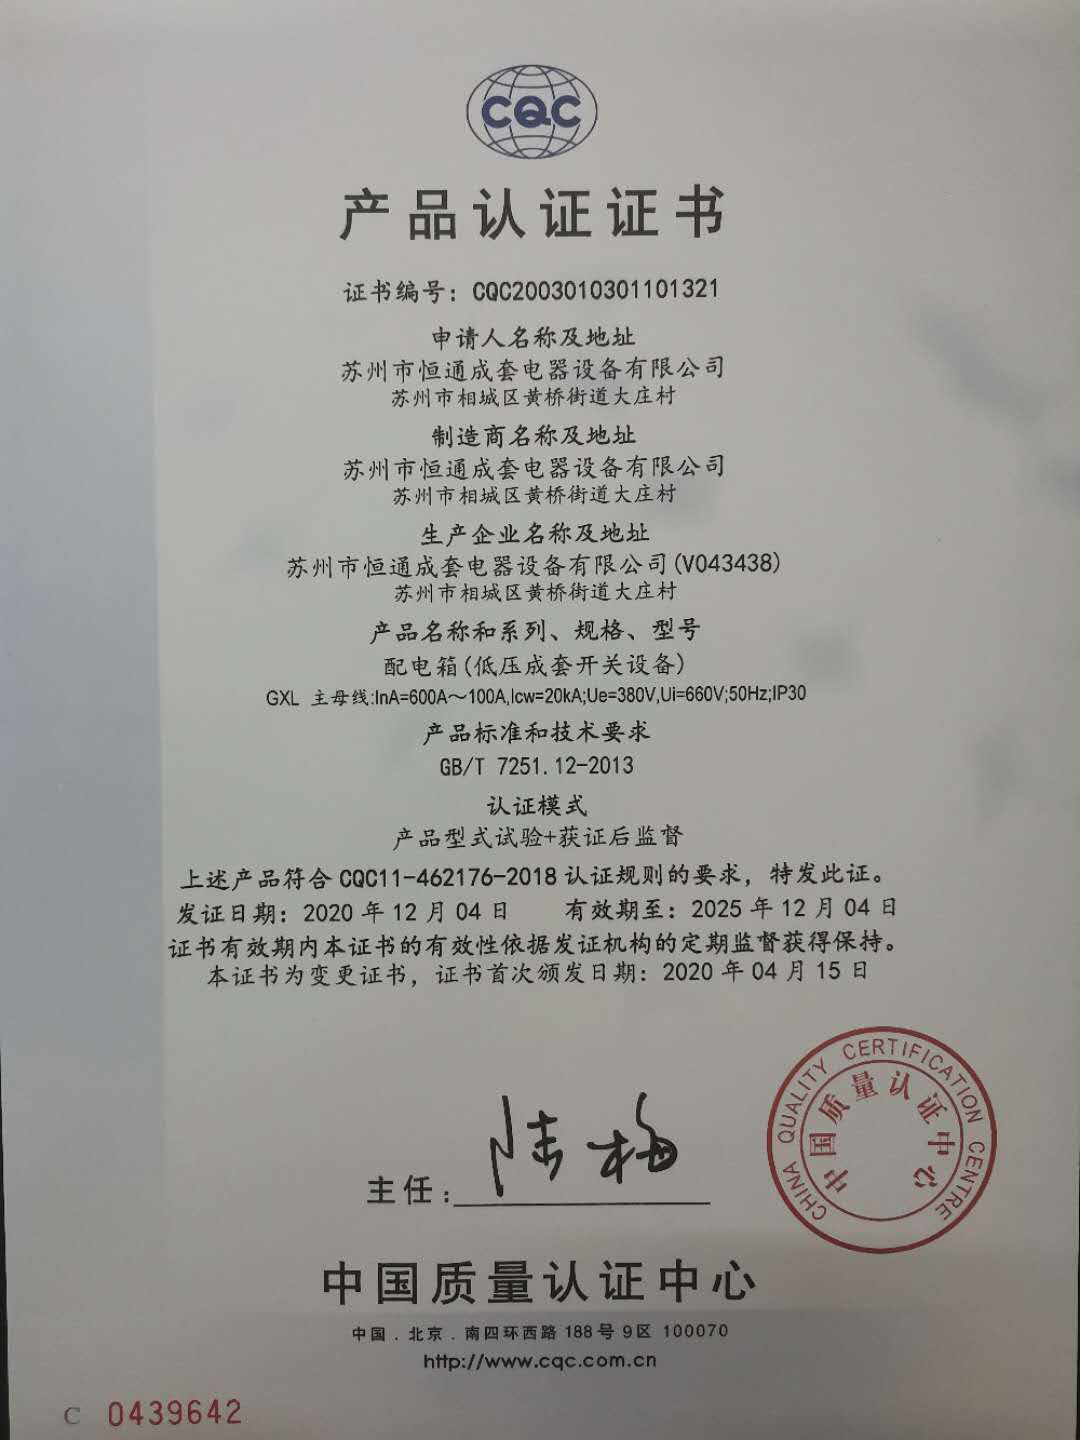 CQC
产品认证证书
证书编号：CQC2003010301101321
申请人名称及地址
苏州市恒通成套电器设备有限公司
苏州市相城区黄桥街道大庄村
制造商名称及地址
苏州市恒通成套电器设备有限公司
苏州市相城区黄桥街道大庄村
生产企业名称及地址
苏州市恒通成套电器设备有限公司(V043438)
苏州市相城区黄桥街道大庄村
产品名称和系列、规格、型号
配电箱(低压成套开关设备)
GXL 主母线:InA=600A～100A,Icw=20kA;Ue=380V,Ui=660V;50Hz;IP30
产品标准和技术要求
GB/T 7251.12-2013
认证模式
产品型式试验+获证后监督
上述产品符合 CQC11-462176-2018 认证规则的要求，特发此证。
发证日期：2020 年 12 月 04 日 有效期至：2025 年 12 月 04 日
证书有效期内本证书的有效性依据发证机构的定期监督获得保持。
本证书为变更证书，证书首次颁发日期：2020 年 04 月 15 日
CHINA QUALITY CERTIFICATION CENTRE
中国质量认证中心
主任：陆梅
中国质量认证中心
中国．北京．南四环西路 188 号 9 区 100070
http://www.cqc.com.cn
C 0439642